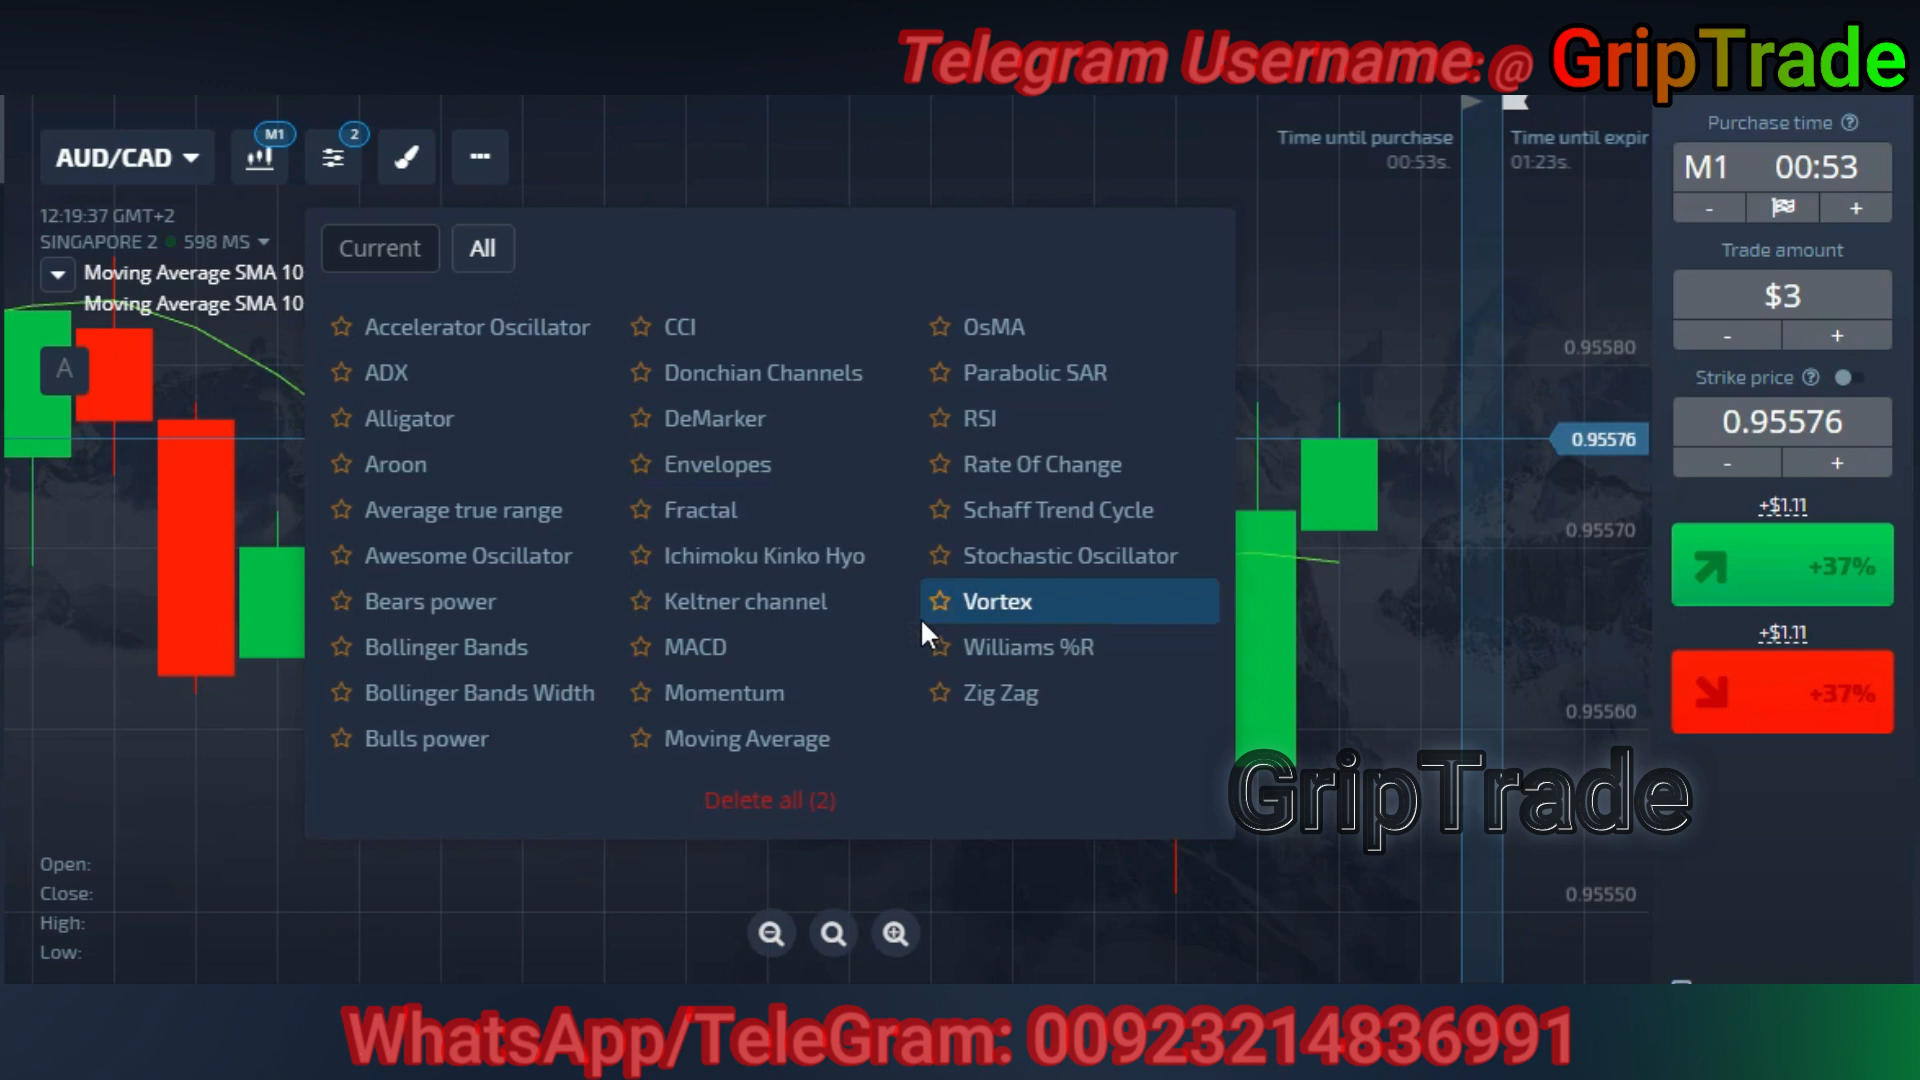 Telegram Username:@ GripTrade
AUD/CAD
M1
2
Time until purchase
00:53s.
Time until expir
01:23s.
Purchase time
M1 00:53
- +
12:19:37 GMT+2
SINGAPORE 2 598 MS
Moving Average SMA 10
Moving Average SMA 10
A
Current All
Accelerator Oscillator
ADX
Alligator
Aroon
Average true range
Awesome Oscillator
Bears power
Bollinger Bands
Bollinger Bands Width
Bulls power
CCI
Donchian Channels
DeMarker
Envelopes
Fractal
Ichimoku Kinko Hyo
Keltner channel
MACD
Momentum
Moving Average
OsMA
Parabolic SAR
RSI
Rate Of Change
Schaff Trend Cycle
Stochastic Oscillator
Vortex
Williams %R
Zig Zag
Delete all (2)
0.95580
0.95576
0.95570
0.95560
0.95550
Trade amount
$3
- +
Strike price
0.95576
- +
+$1.11
+37%
+$1.11
+37%
GripTrade
Open:
Close:
High:
Low:
WhatsApp/TeleGram: 00923214836991